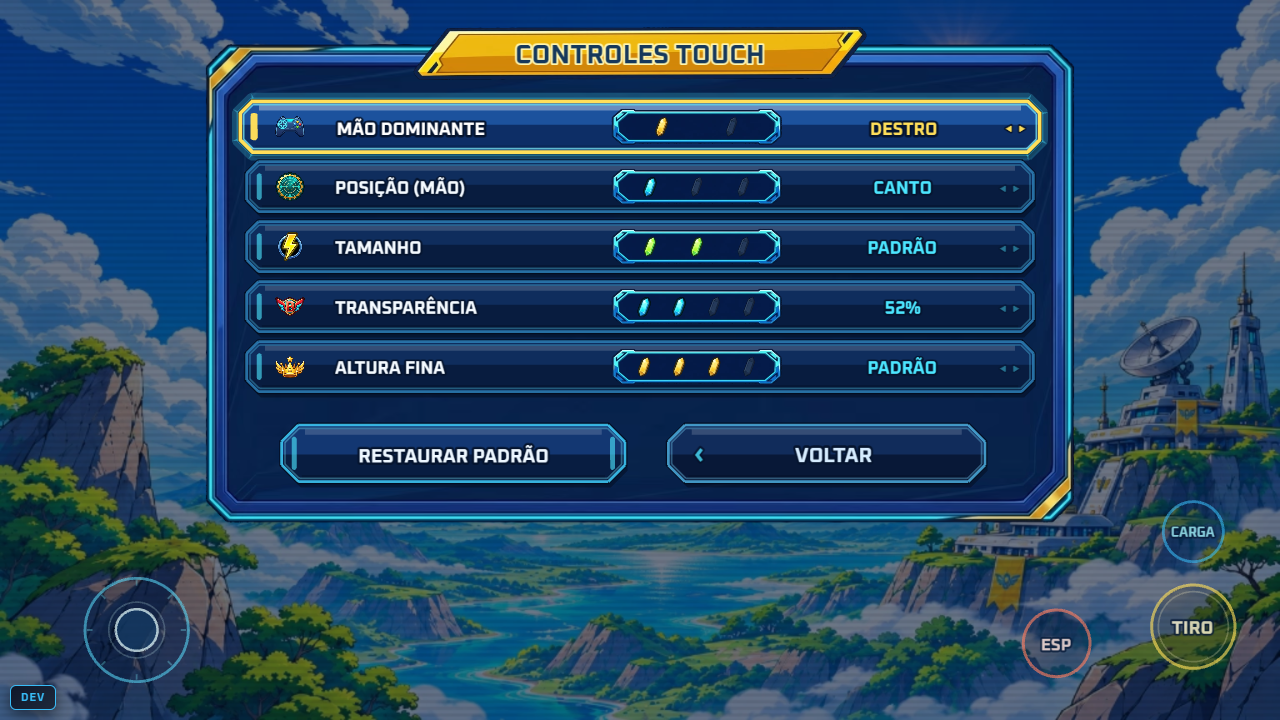 CONTROLES TOUCH
MÃO DOMINANTE
DESTRO
POSIÇÃO (MÃO)
CANTO
TAMANHO
PADRÃO
TRANSPARÊNCIA
52%
ALTURA FINA
PADRÃO
RESTAURAR PADRÃO
VOLTAR
CARGA
TIRO
ESP
DEV